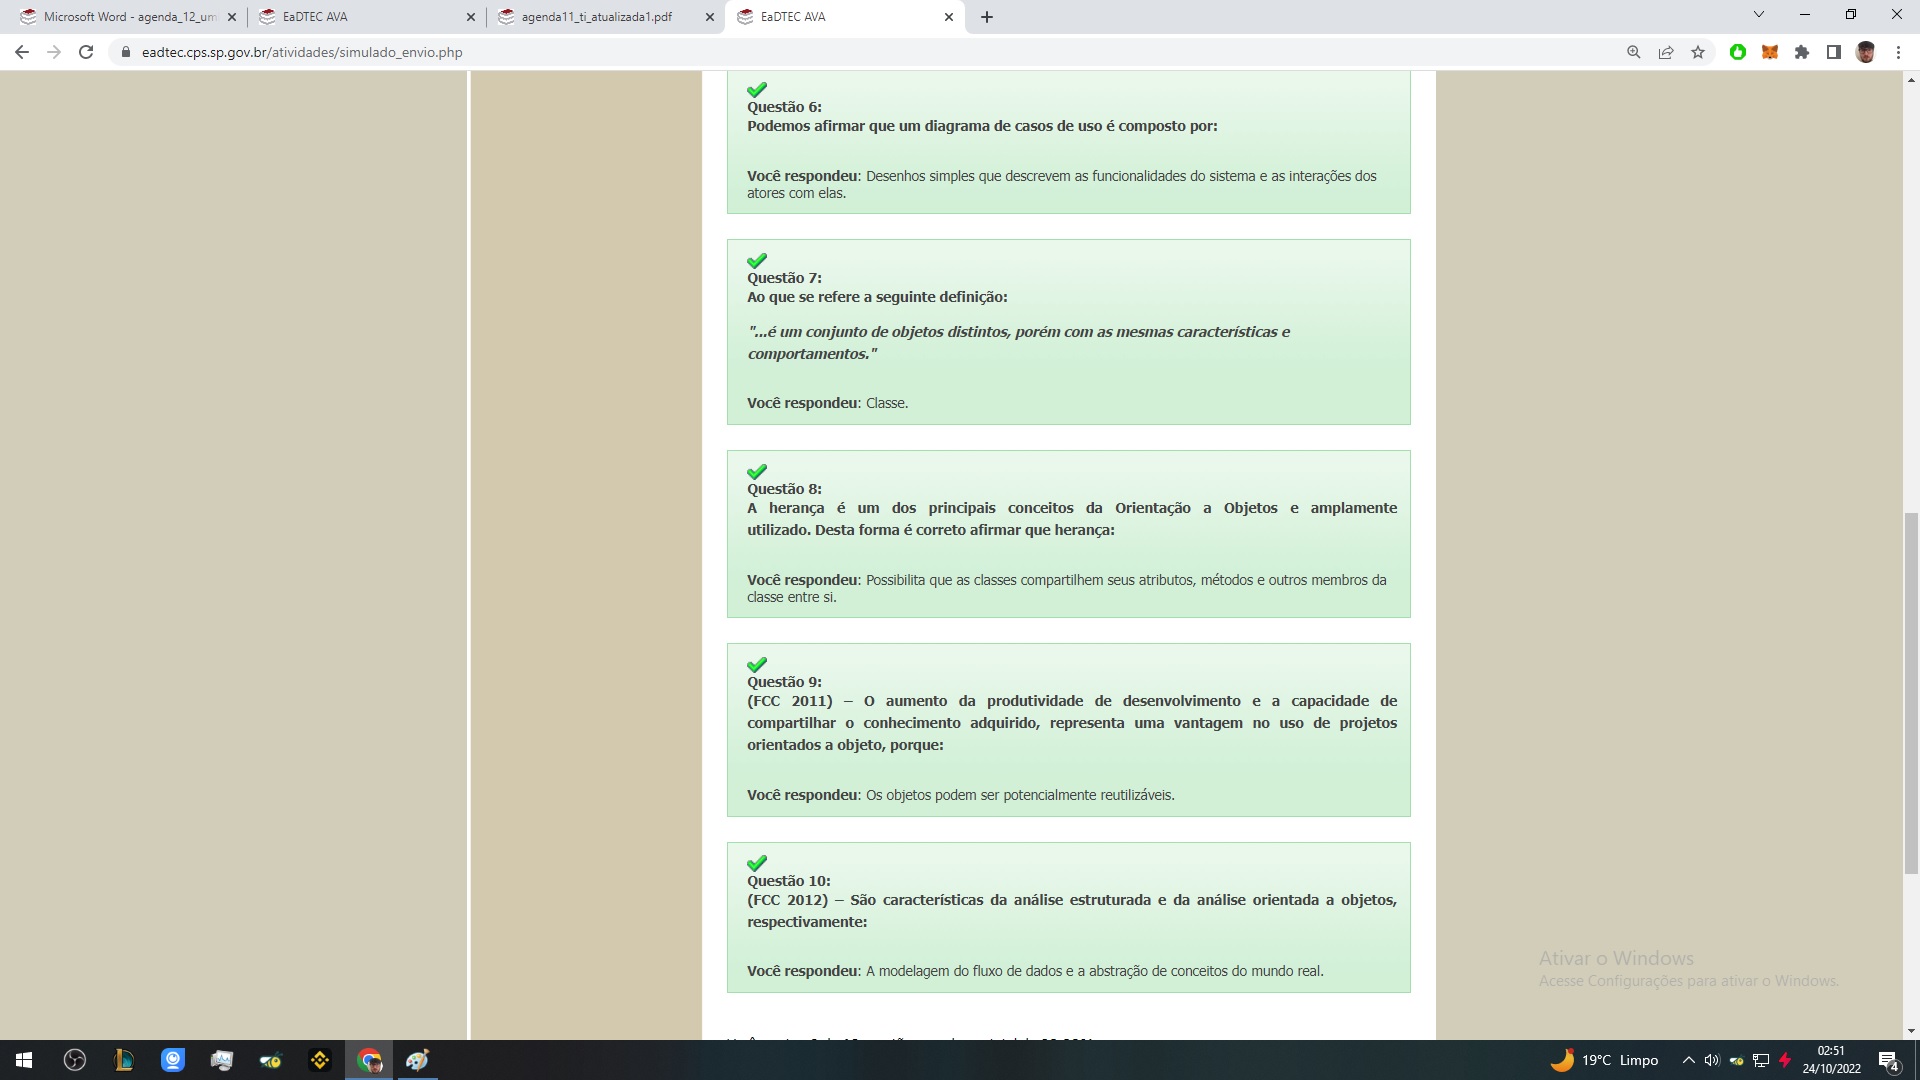 Microsoft Word - agenda_12_um
EaDTEC AVA
agenda11_ti_atualizada1.pdf
EaDTEC AVA
eadtec.cps.sp.gov.br/atividades/simulado_envio.php
Questão 6:
Podemos afirmar que um diagrama de casos de uso é composto por:
Você respondeu: Desenhos simples que descrevem as funcionalidades do sistema e as interações dos
atores com elas.
Questão 7:
Ao que se refere a seguinte definição:
"...é um conjunto de objetos distintos, porém com as mesmas características e
comportamentos."
Você respondeu: Classe.
Questão 8:
A herança é um dos principais conceitos da Orientação a Objetos e amplamente
utilizado. Desta forma é correto afirmar que herança:
Você respondeu: Possibilita que as classes compartilhem seus atributos, métodos e outros membros da
classe entre si.
Questão 9:
(FCC 2011) – O aumento da produtividade de desenvolvimento e a capacidade de
compartilhar o conhecimento adquirido, representa uma vantagem no uso de projetos
orientados a objeto, porque:
Você respondeu: Os objetos podem ser potencialmente reutilizáveis.
Questão 10:
(FCC 2012) – São características da análise estruturada e da análise orientada a objetos,
respectivamente:
Você respondeu: A modelagem do fluxo de dados e a abstração de conceitos do mundo real.
Ativar o Windows
Acesse Configurações para ativar o Windows.
19°C Limpo
02:51
24/10/2022
4